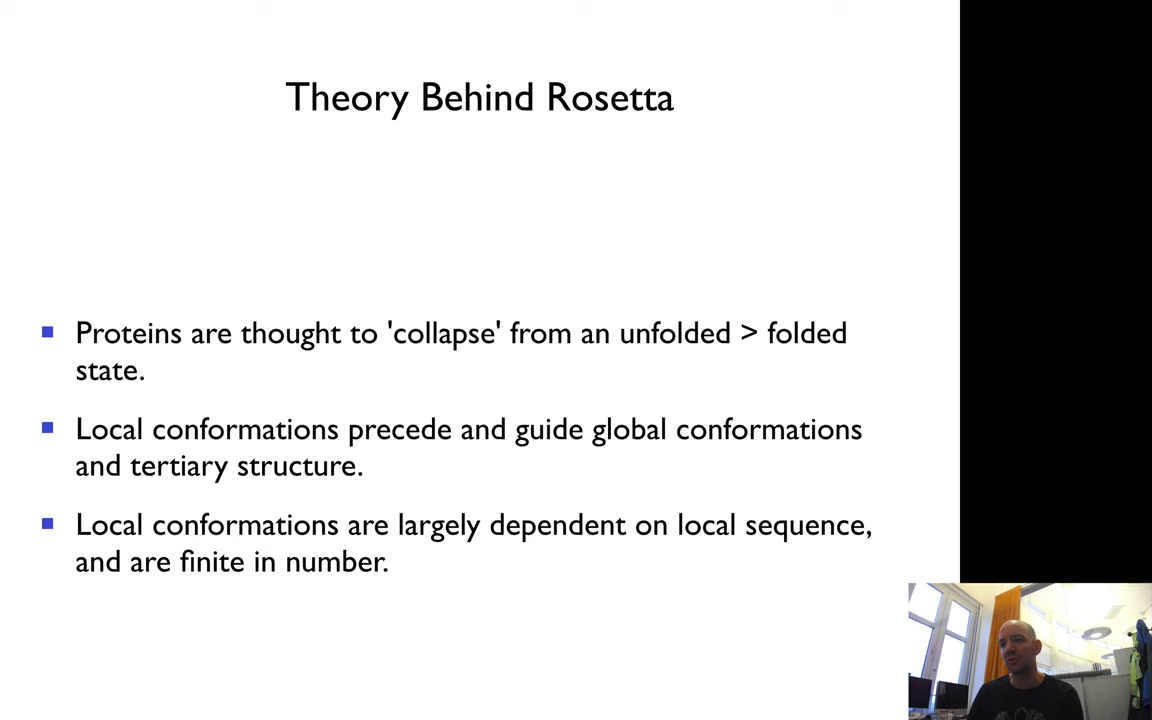 Theory Behind Rosetta
Proteins are thought to 'collapse' from an unfolded > folded
state.
Local conformations precede and guide global conformations
and tertiary structure.
Local conformations are largely dependent on local sequence,
and are finite in number.